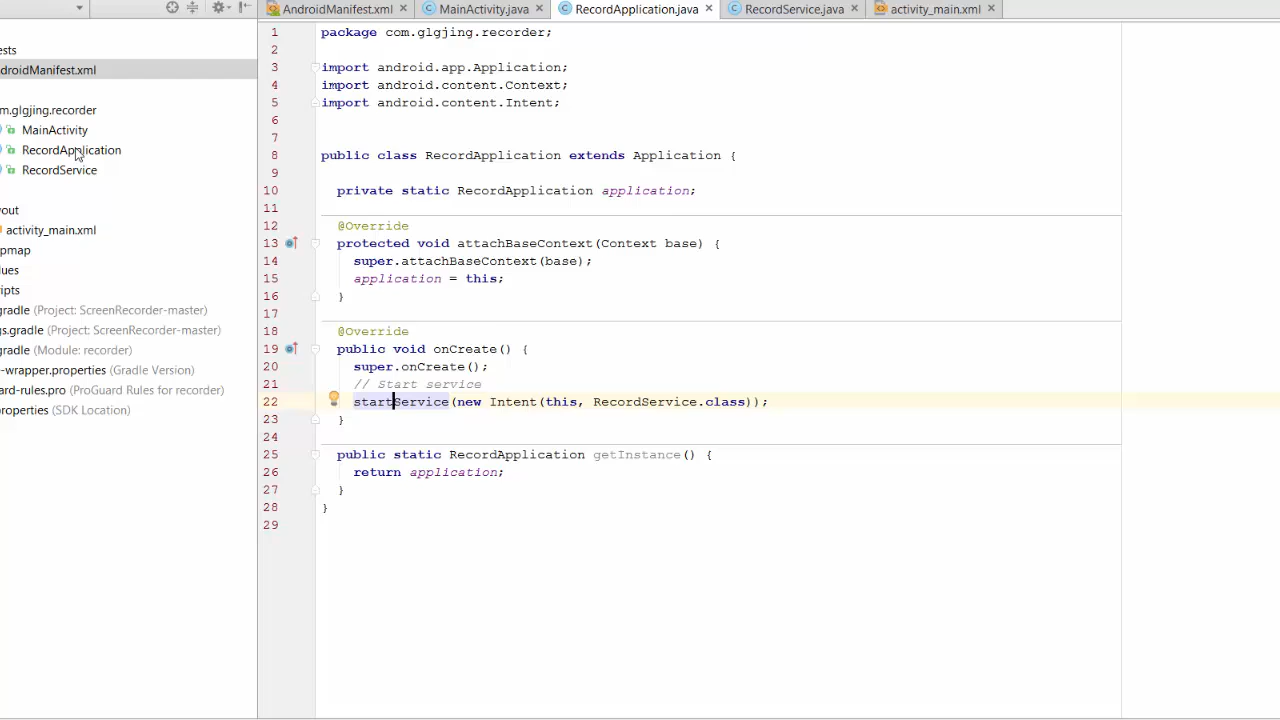 AndroidManifest.xml MainActivity.java RecordApplication.java RecordService.java activity_main.xml
ests
droidManifest.xml
m.glgjing.recorder
MainActivity
RecordApplication
RecordService
yout
activity_main.xml
pmap
lues
ripts
gradle (Project: ScreenRecorder-master)
gs.gradle (Project: ScreenRecorder-master)
gradle (Module: recorder)
-wrapper.properties (Gradle Version)
ard-rules.pro (ProGuard Rules for recorder)
properties (SDK Location)
1 package com.glgjing.recorder;
2
3 import android.app.Application;
4 import android.content.Context;
5 import android.content.Intent;
6
7
8 public class RecordApplication extends Application {
9
10 private static RecordApplication application;
11
12 @Override
13 protected void attachBaseContext(Context base) {
14 super.attachBaseContext(base);
15 application = this;
16 }
17
18 @Override
19 public void onCreate() {
20 super.onCreate();
21 // Start service
22 startService(new Intent(this, RecordService.class));
23 }
24
25 public static RecordApplication getInstance() {
26 return application;
27 }
28 }
29